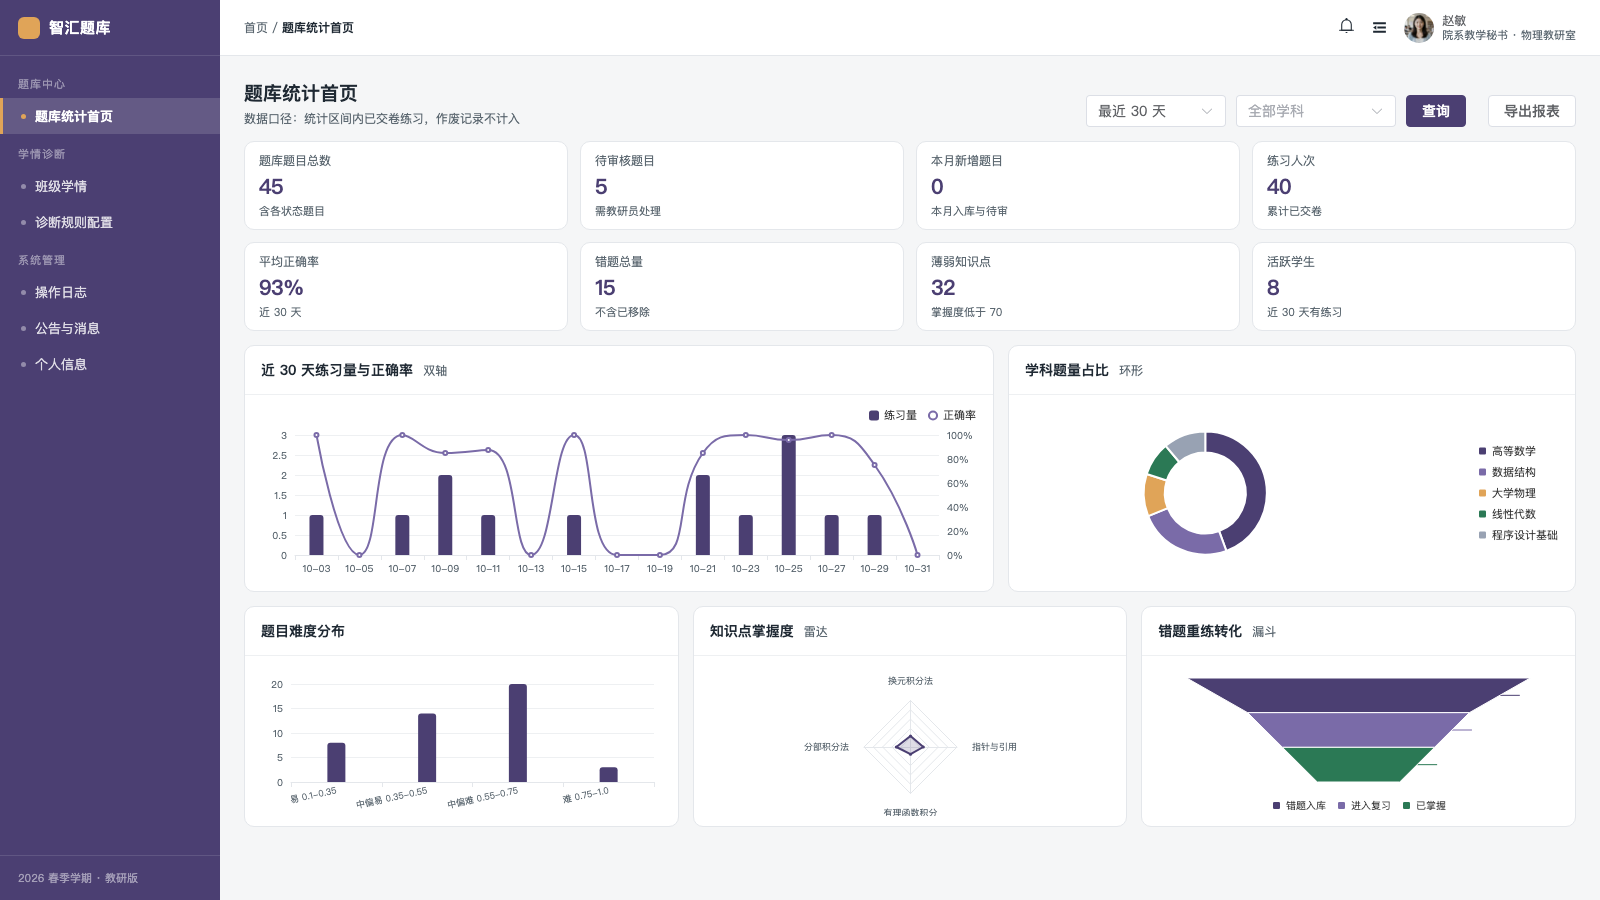 智汇题库
题库中心
题库统计首页
学情诊断
班级学情
诊断规则配置
系统管理
操作日志
公告与消息
个人信息
2026 春季学期 · 教研版
首页 / 题库统计首页
赵敏
院系教学秘书 · 物理教研室
题库统计首页
数据口径：统计区间内已交卷练习，作废记录不计入
最近 30 天
全部学科
查询
导出报表
题库题目总数
45
含各状态题目
待审核题目
5
需教研员处理
本月新增题目
0
本月入库与待审
练习人次
40
累计已交卷
平均正确率
93%
近 30 天
错题总量
15
不含已移除
薄弱知识点
32
掌握度低于 70
活跃学生
8
近 30 天有练习
近 30 天练习量与正确率 双轴
练习量 正确率
3
2.5
2
1.5
1
0.5
0
100%
80%
60%
40%
20%
0%
10-03 10-05 10-07 10-09 10-11 10-13 10-15 10-17 10-19 10-21 10-23 10-25 10-27 10-29 10-31
学科题量占比 环形
高等数学
数据结构
大学物理
线性代数
程序设计基础
题目难度分布
20
15
10
5
0
易 0.1-0.35 中偏易 0.35-0.55 中偏难 0.55-0.75 难 0.75-1.0
知识点掌握度 雷达
换元积分法
分部积分法
指针与引用
有理函数积分
错题重练转化 漏斗
错题入库 进入复习 已掌握